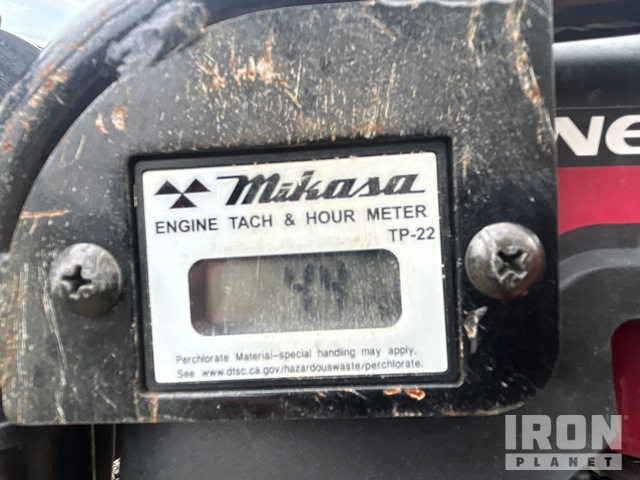 Mikasa
ENGINE TACH & HOUR METER
TP-22
44
Perchlorate Material-special handling may apply.
See www.dtsc.ca.gov/hazardouswaste/perchlorate.
IRON
PLANET